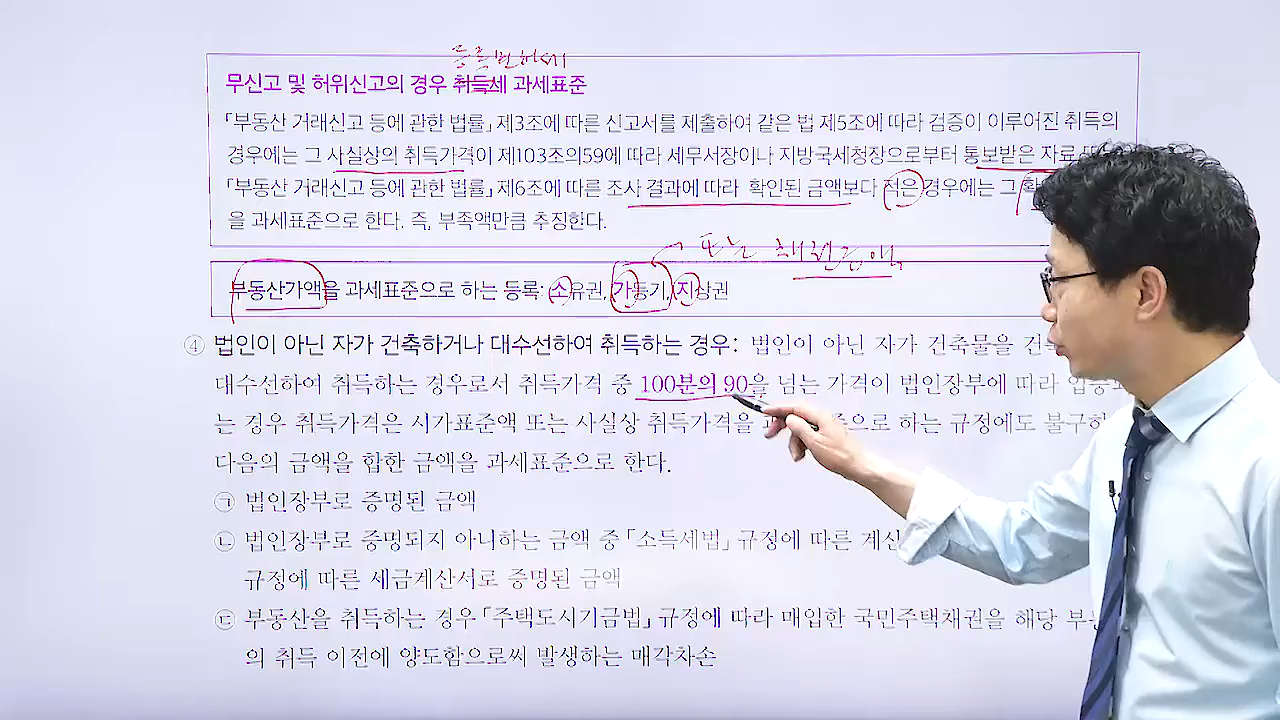 등록면허세
무신고 및 허위신고의 경우 취득세 과세표준
「부동산 거래신고 등에 관한 법률」 제3조에 따른 신고서를 제출하여 같은 법 제5조에 따라 검증이 이루어진 취득의
경우에는 그 사실상의 취득가격이 제103조의59에 따라 세무서장이나 지방국세청장으로부터 통보받은 자료
「부동산 거래신고 등에 관한 법률」 제6조에 따른 조사 결과에 따라 확인된 금액보다 적은 경우에는 그
을 과세표준으로 한다. 즉, 부족액만큼 추징한다.
또는 채권금액
부동산가액을 과세표준으로 하는 등록: 소유권, 가등기, 지상권
④ 법인이 아닌 자가 건축하거나 대수선하여 취득하는 경우: 법인이 아닌 자가 건축물을
대수선하여 취득하는 경우로서 취득가격 중 100분의 90을 넘는 가격이 법인장부에 따라
는 경우 취득가격은 시가표준액 또는 사실상 취득가격을 과세표준으로 하는 규정에도
다음의 금액을 합한 금액을 과세표준으로 한다.
㉠ 법인장부로 증명된 금액
㉡ 법인장부로 증명되지 아니하는 금액 중 「소득세법」 규정에 따른
규정에 따른 세금계산서로 증명된 금액
㉢ 부동산을 취득하는 경우 「주택도시기금법」 규정에 따라 매입한 국민주택채권을 해당
의 취득 이전에 양도함으로써 발생하는 매각차손